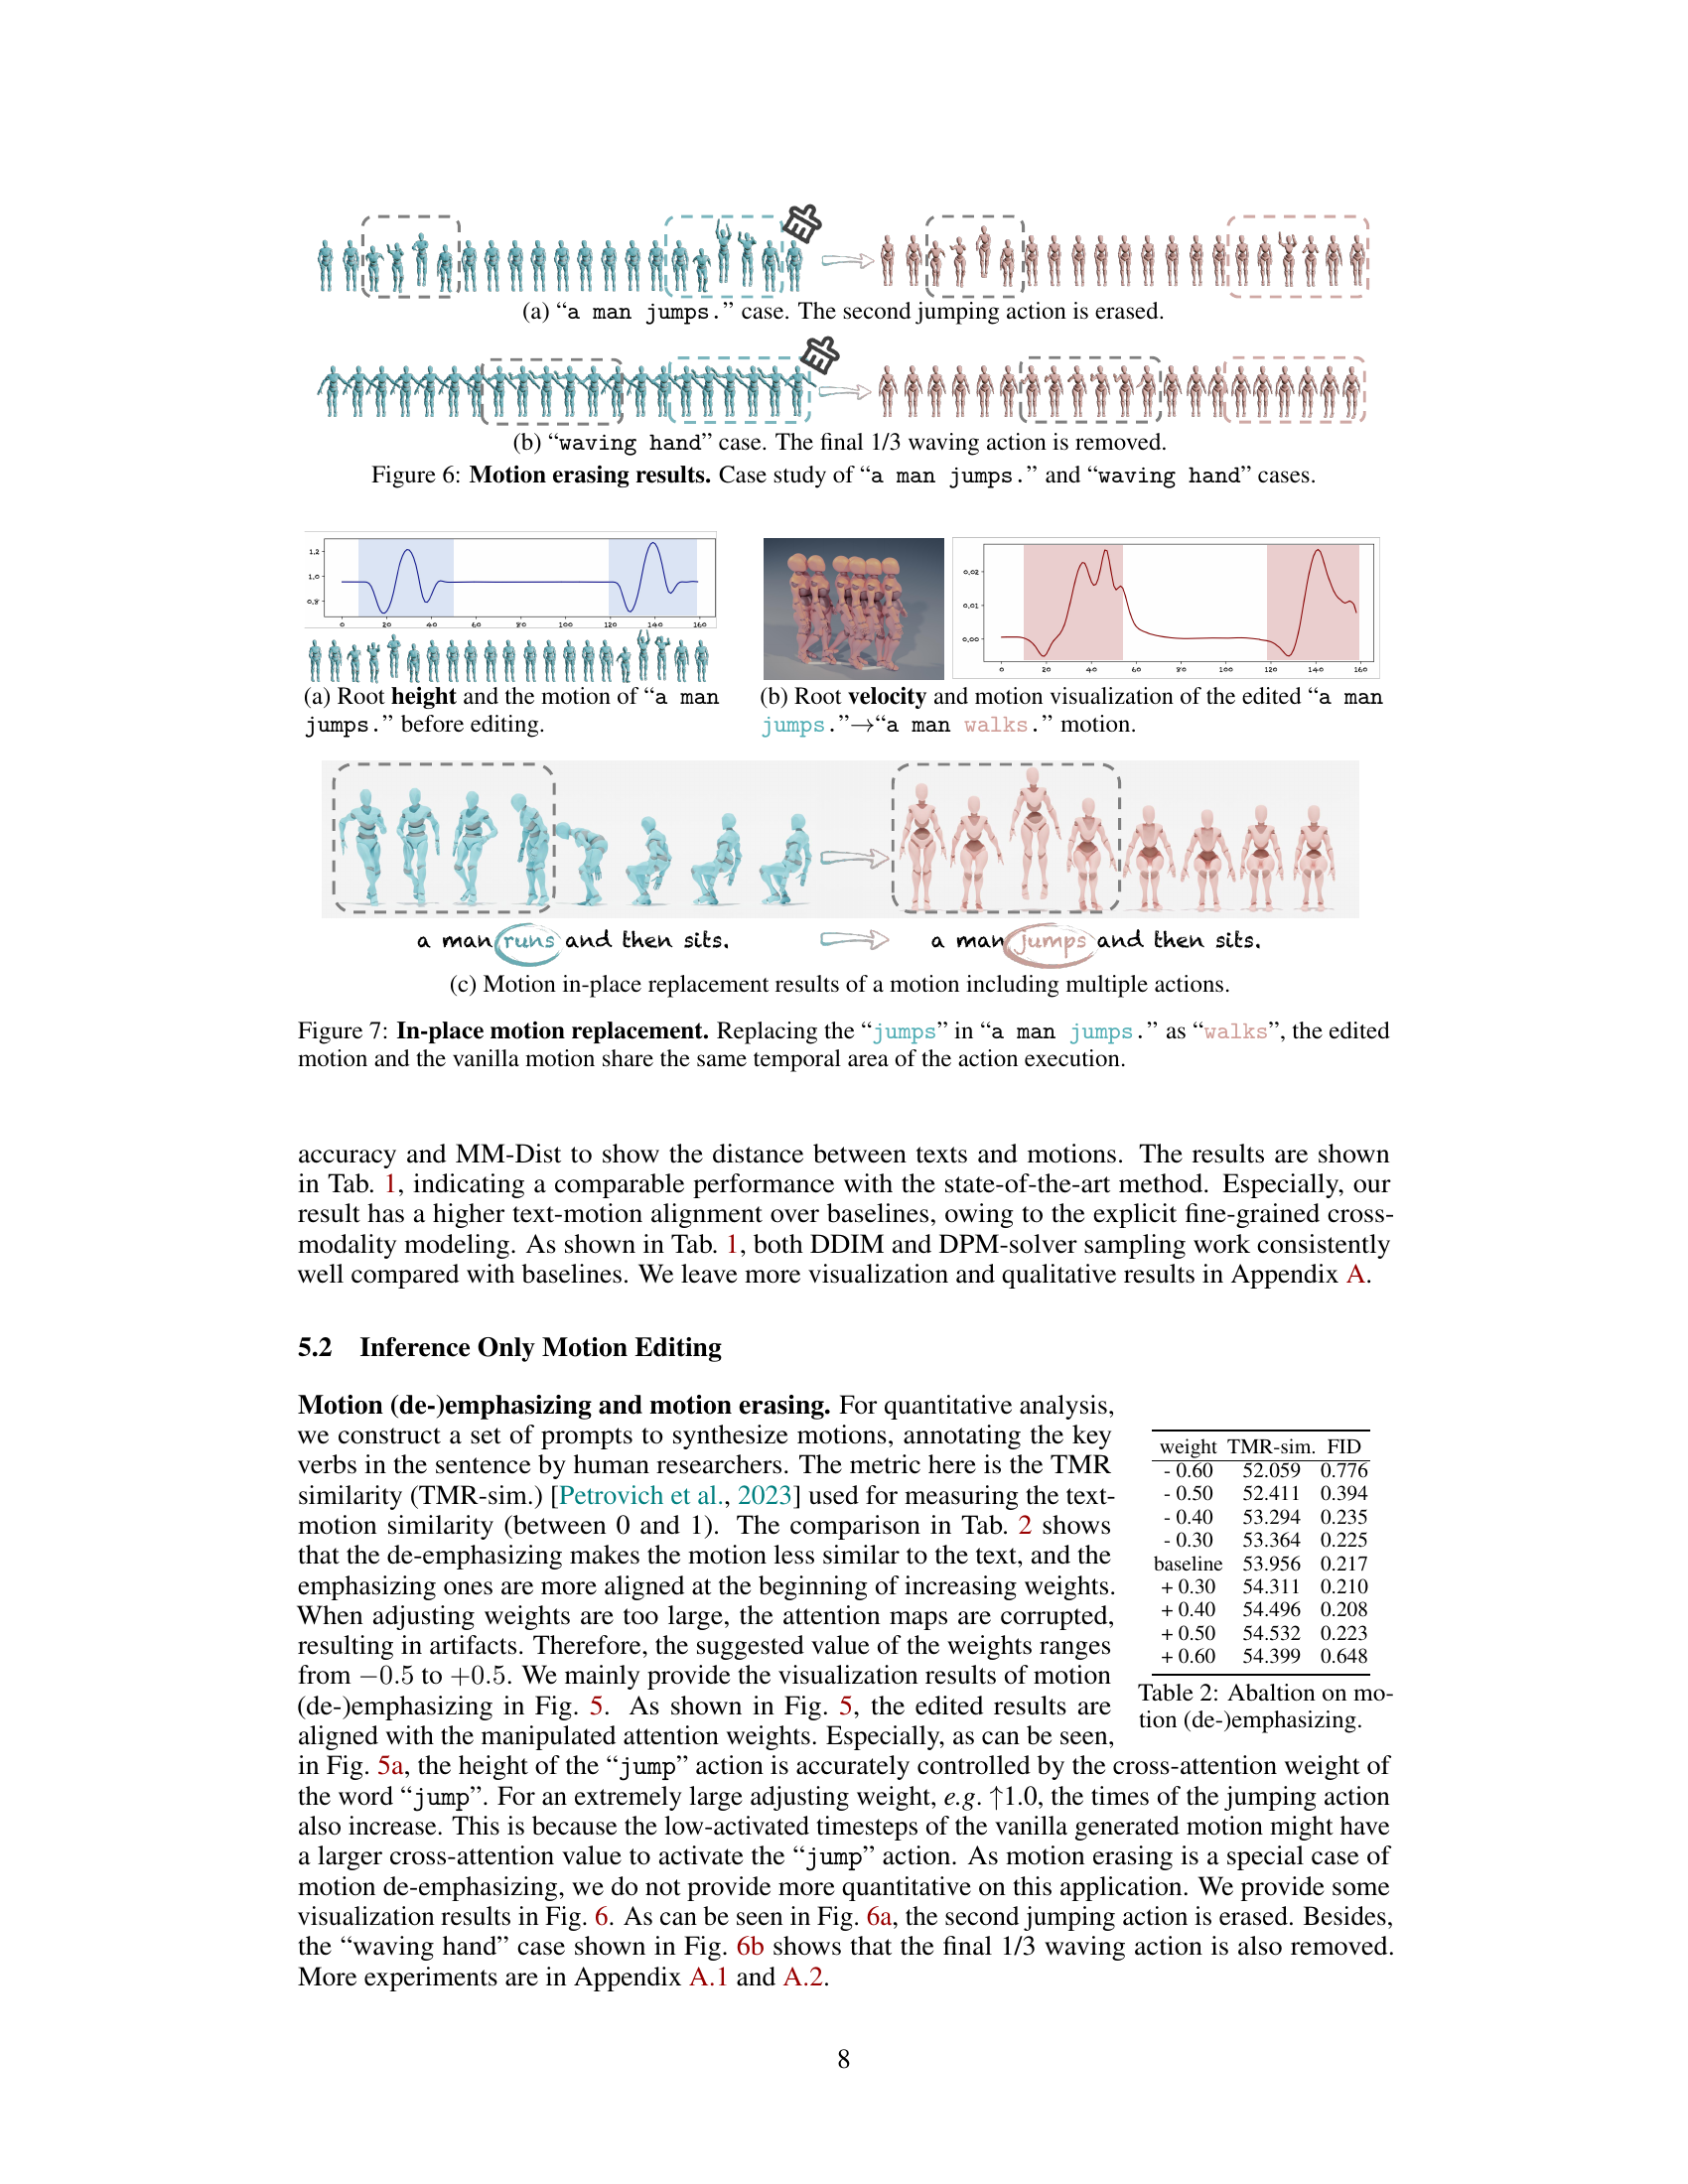 (a) “a man jumps.” case. The second jumping action is erased.
(b) “waving hand” case. The final 1/3 waving action is removed.
Figure 6: Motion erasing results. Case study of “a man jumps.” and “waving hand” cases.
1.2
1.0
0.8
0 20 40 60 80 100 120 140 160
(a) Root height and the motion of “a man
jumps.” before editing.
0.02
0.01
0.00
0 20 40 60 80 100 120 140 160
(b) Root velocity and motion visualization of the edited “a man
jumps.”→“a man walks.” motion.
a man runs and then sits.
a man jumps and then sits.
(c) Motion in-place replacement results of a motion including multiple actions.
Figure 7: In-place motion replacement. Replacing the “jumps” in “a man jumps.” as “walks”, the edited
motion and the vanilla motion share the same temporal area of the action execution.
accuracy and MM-Dist to show the distance between texts and motions. The results are shown
in Tab. 1, indicating a comparable performance with the state-of-the-art method. Especially, our
result has a higher text-motion alignment over baselines, owing to the explicit fine-grained cross-
modality modeling. As shown in Tab. 1, both DDIM and DPM-solver sampling work consistently
well compared with baselines. We leave more visualization and qualitative results in Appendix A.
5.2 Inference Only Motion Editing
Motion (de-)emphasizing and motion erasing. For quantitative analysis,
we construct a set of prompts to synthesize motions, annotating the key
verbs in the sentence by human researchers. The metric here is the TMR
similarity (TMR-sim.) [Petrovich et al., 2023] used for measuring the text-
motion similarity (between 0 and 1). The comparison in Tab. 2 shows
that the de-emphasizing makes the motion less similar to the text, and the
emphasizing ones are more aligned at the beginning of increasing weights.
When adjusting weights are too large, the attention maps are corrupted,
resulting in artifacts. Therefore, the suggested value of the weights ranges
from −0.5 to +0.5. We mainly provide the visualization results of motion
(de-)emphasizing in Fig. 5. As shown in Fig. 5, the edited results are
aligned with the manipulated attention weights. Especially, as can be seen,
in Fig. 5a, the height of the “jump” action is accurately controlled by the cross-attention weight of
the word “jump”. For an extremely large adjusting weight, e.g. ↑1.0, the times of the jumping action
also increase. This is because the low-activated timesteps of the vanilla generated motion might have
a larger cross-attention value to activate the “jump” action. As motion erasing is a special case of
motion de-emphasizing, we do not provide more quantitative on this application. We provide some
visualization results in Fig. 6. As can be seen in Fig. 6a, the second jumping action is erased. Besides,
the “waving hand” case shown in Fig. 6b shows that the final 1/3 waving action is also removed.
More experiments are in Appendix A.1 and A.2.
weight TMR-sim. FID
- 0.60 52.059 0.776
- 0.50 52.411 0.394
- 0.40 53.294 0.235
- 0.30 53.364 0.225
baseline 53.956 0.217
+ 0.30 54.311 0.210
+ 0.40 54.496 0.208
+ 0.50 54.532 0.223
+ 0.60 54.399 0.648
Table 2: Abaltion on mo-
tion (de-)emphasizing.
8